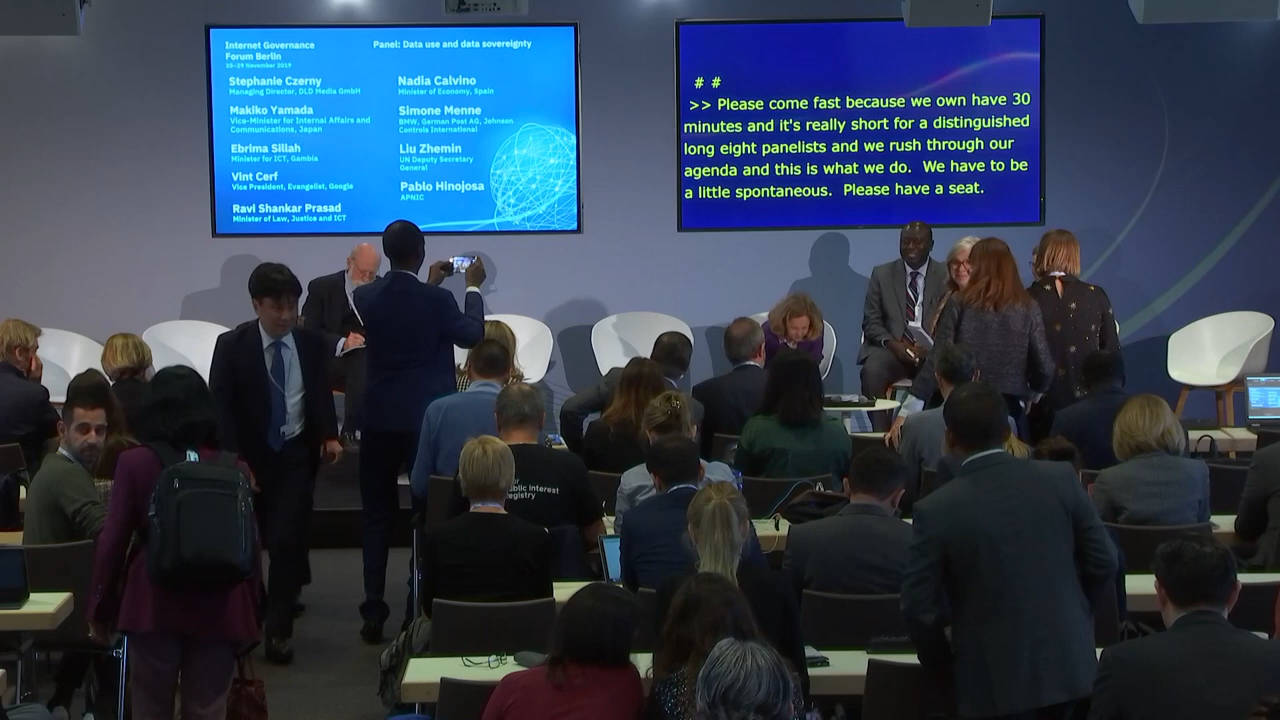 Internet Governance
Forum Berlin
25–29 November 2019
Panel: Data use and data sovereignty
Stephanie Czerny
Managing Director, DLD Media GmbH
Makiko Yamada
Vice-Minister for Internal Affairs and
Communications, Japan
Ebrima Sillah
Minister for ICT, Gambia
Vint Cerf
Vice President, Evangelist, Google
Ravi Shankar Prasad
Minister of Law, Justice and ICT
Nadia Calvino
Minister of Economy, Spain
Simone Menne
BMW, German Post AG, Johnson
Controls International
Liu Zhemin
UN Deputy Secretary
General
Pablo Hinojosa
APNIC
# #
>> Please come fast because we own have 30
minutes and it's really short for a distinguished
long eight panelists and we rush through our
agenda and this is what we do. We have to be
a little spontaneous. Please have a seat.
Interest